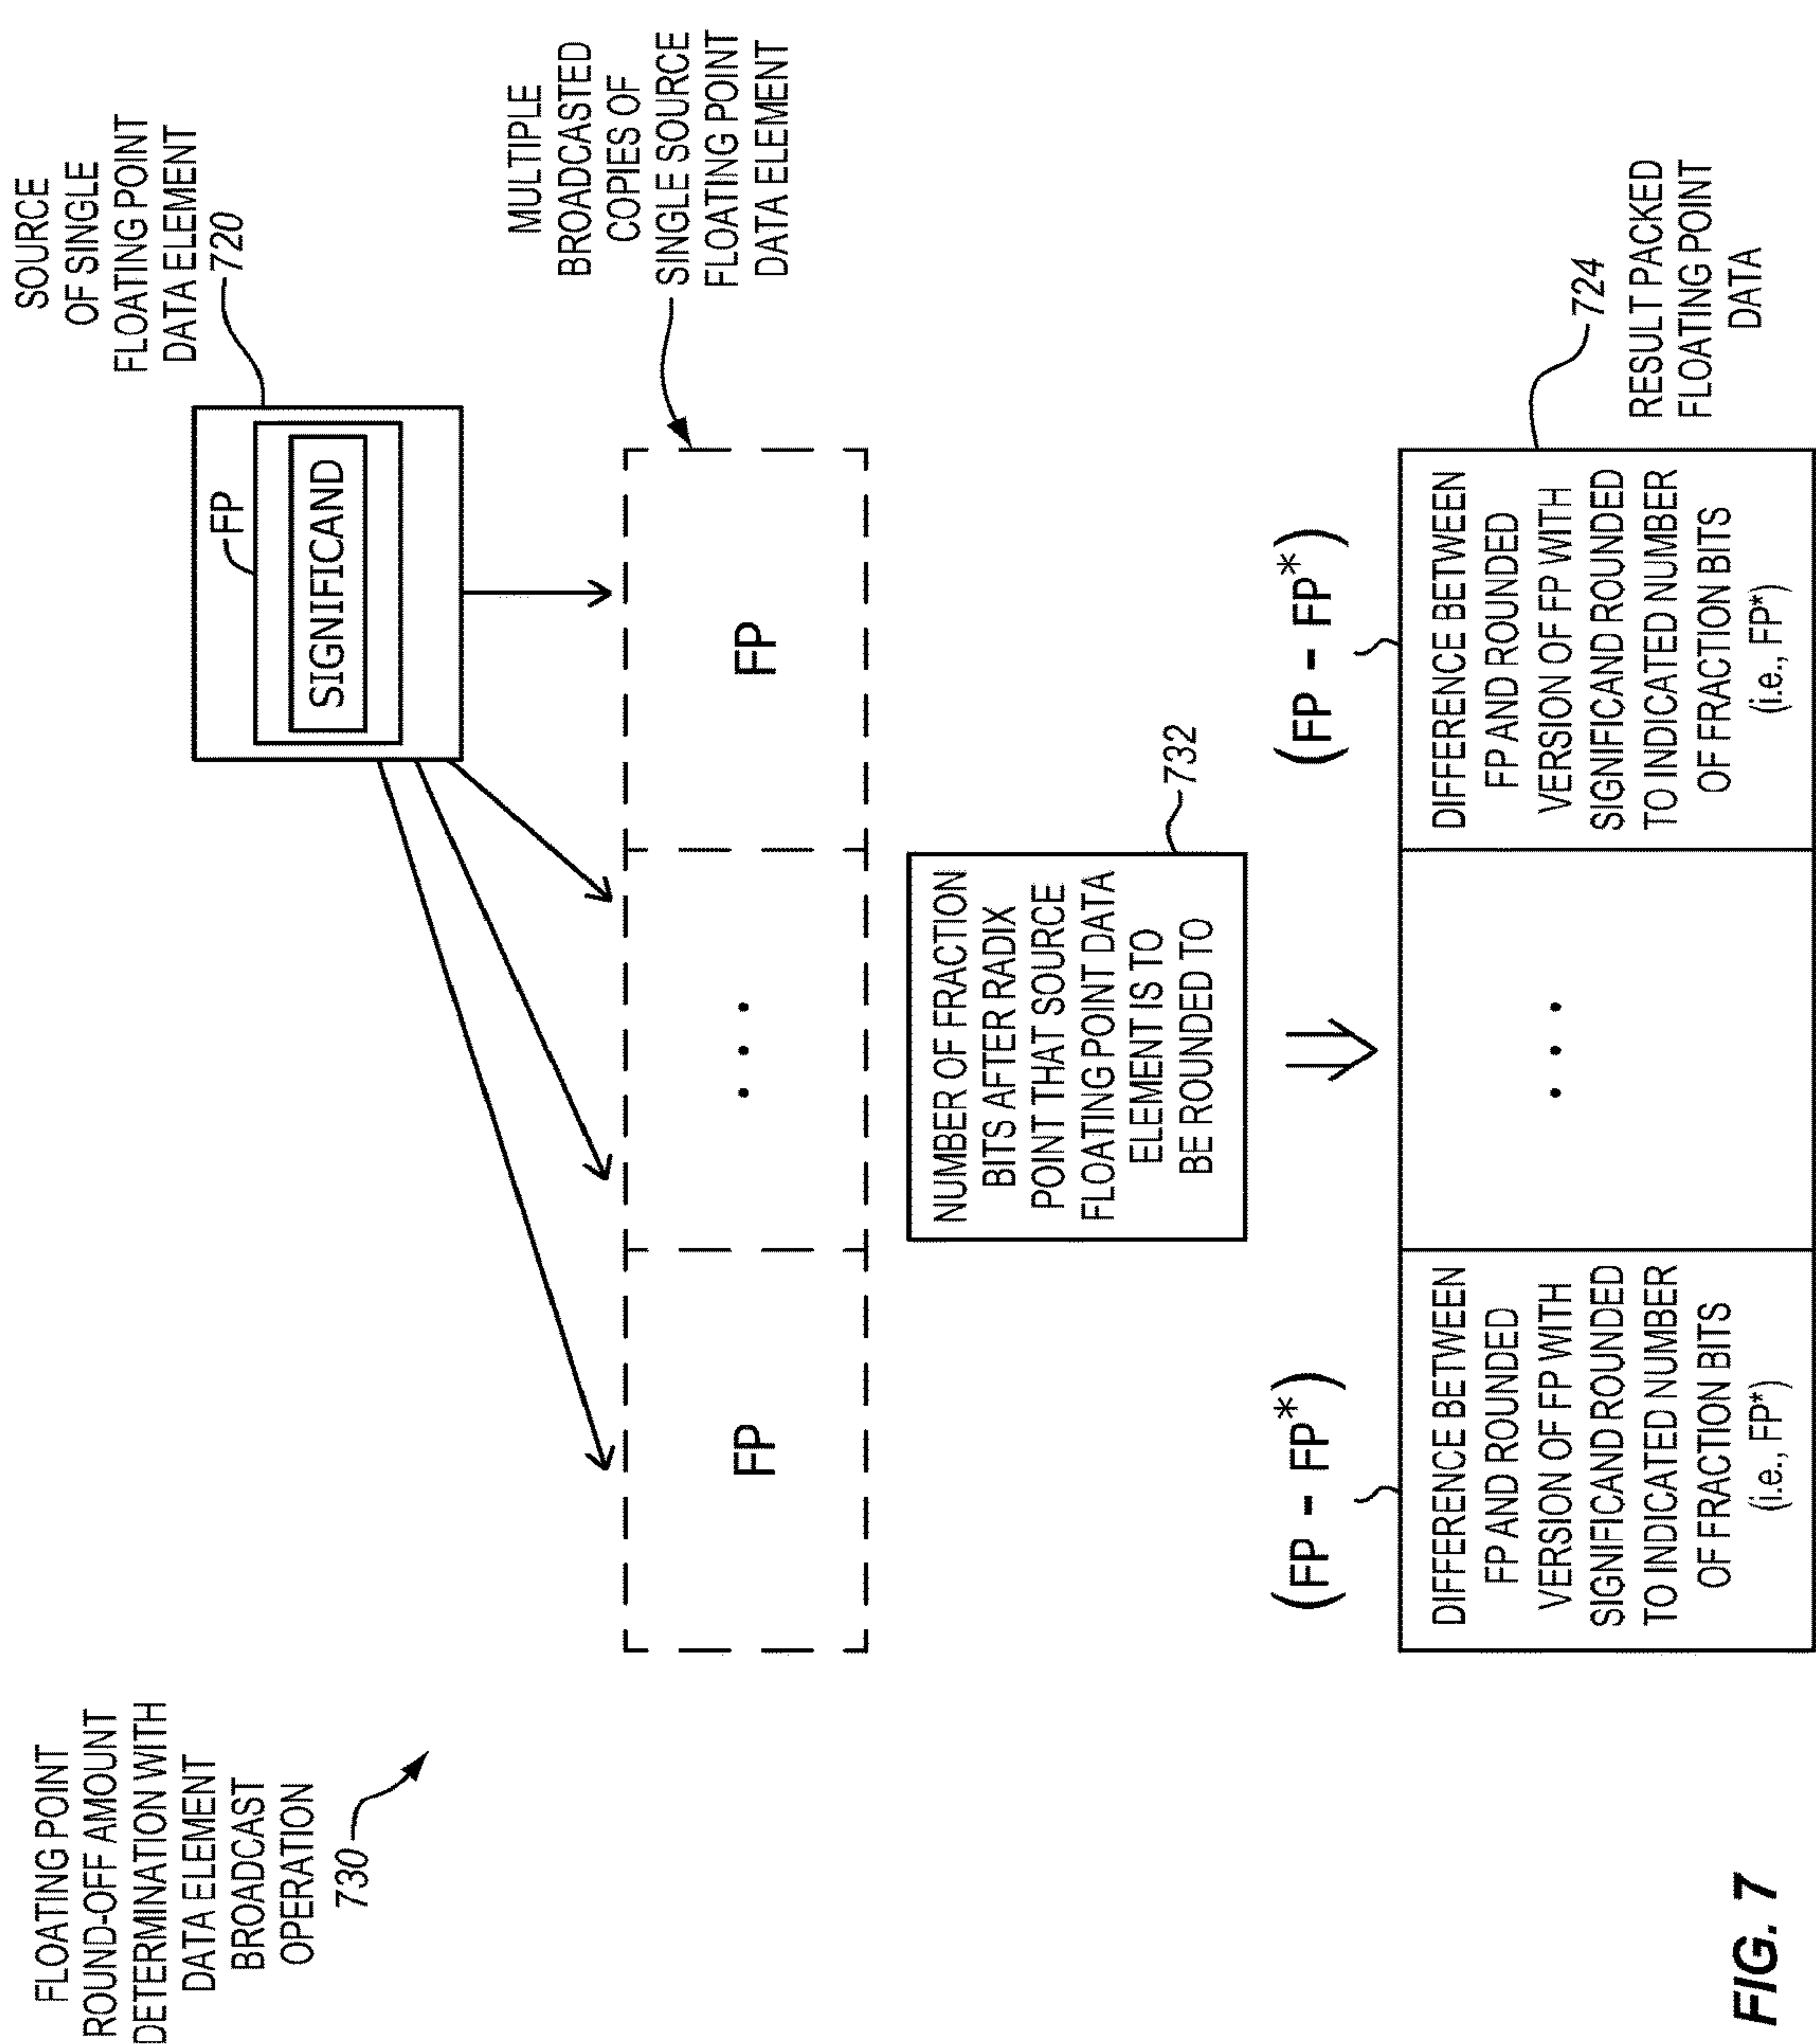 FLOATING POINT
ROUND-OFF AMOUNT
DETERMINATION WITH
DATA ELEMENT
BROADCAST
OPERATION
730
SOURCE
OF SINGLE
FLOATING POINT
DATA ELEMENT
720
FP
SIGNIFICAND
MULTIPLE
BROADCASTED
COPIES OF
SINGLE SOURCE
FLOATING POINT
DATA ELEMENT
FP
• • •
FP
NUMBER OF FRACTION
BITS AFTER RADIX
POINT THAT SOURCE
FLOATING POINT DATA
ELEMENT IS TO
BE ROUNDED TO
732
(FP - FP*)
(FP - FP*)
DIFFERENCE BETWEEN
FP AND ROUNDED
VERSION OF FP WITH
SIGNIFICAND ROUNDED
TO INDICATED NUMBER
OF FRACTION BITS
(i.e., FP*)
• • •
DIFFERENCE BETWEEN
FP AND ROUNDED
VERSION OF FP WITH
SIGNIFICAND ROUNDED
TO INDICATED NUMBER
OF FRACTION BITS
(i.e., FP*)
724
RESULT PACKED
FLOATING POINT
DATA
FIG. 7